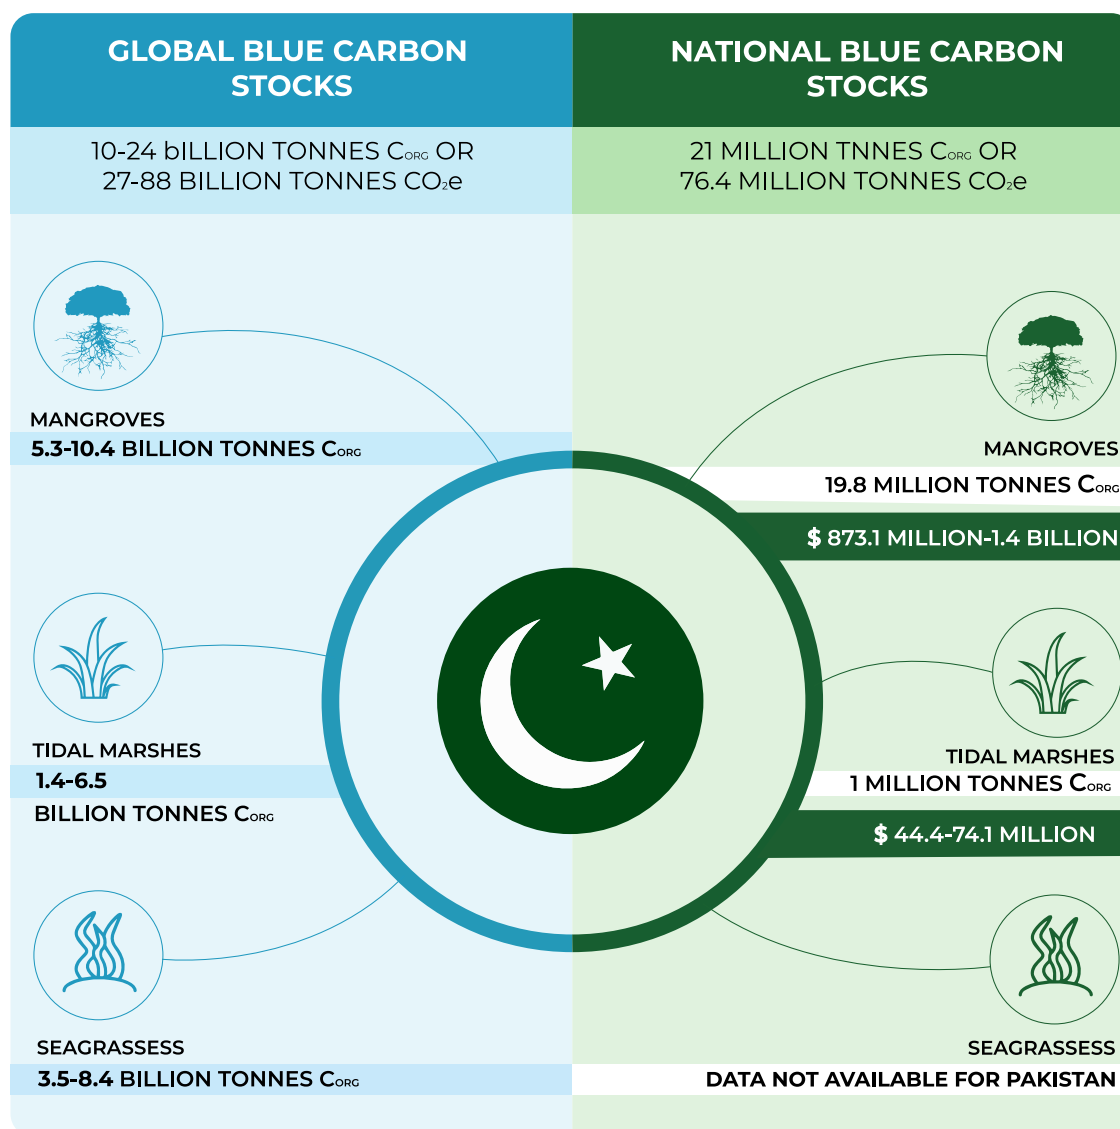 GLOBAL BLUE CARBON
STOCKS
10-24 bILLION TONNES CORG OR
27-88 BILLION TONNES CO₂e
MANGROVES
5.3-10.4 BILLION TONNES CORG
TIDAL MARSHES
1.4-6.5
BILLION TONNES CORG
SEAGRASSESS
3.5-8.4 BILLION TONNES CORG
NATIONAL BLUE CARBON
STOCKS
21 MILLION TNNES CORG OR
76.4 MILLION TONNES CO₂e
MANGROVES
19.8 MILLION TONNES CORG
$ 873.1 MILLION-1.4 BILLION
TIDAL MARSHES
1 MILLION TONNES CORG
$ 44.4-74.1 MILLION
SEAGRASSESS
DATA NOT AVAILABLE FOR PAKISTAN